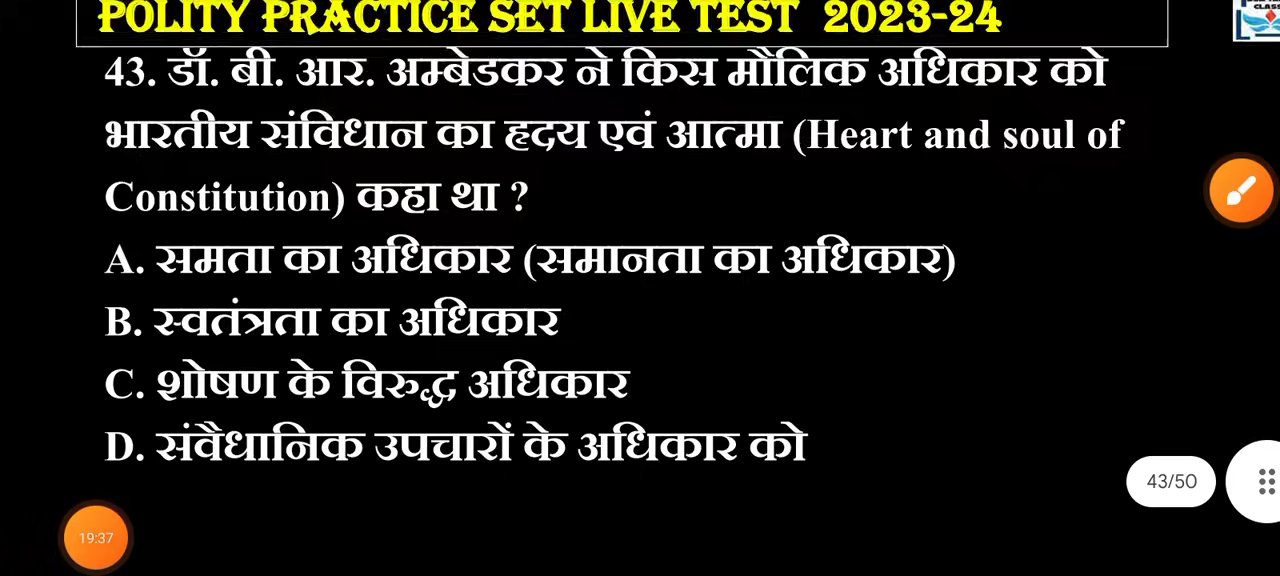 POLITY PRACTICE SET LIVE TEST 2023-24
43. डॉ. बी. आर. अम्बेडकर ने किस मौलिक अधिकार को
भारतीय संविधान का हृदय एवं आत्मा (Heart and soul of
Constitution) कहा था ?
A. समता का अधिकार (समानता का अधिकार)
B. स्वतंत्रता का अधिकार
C. शोषण के विरुद्ध अधिकार
D. संवैधानिक उपचारों के अधिकार को
43/50
19:37